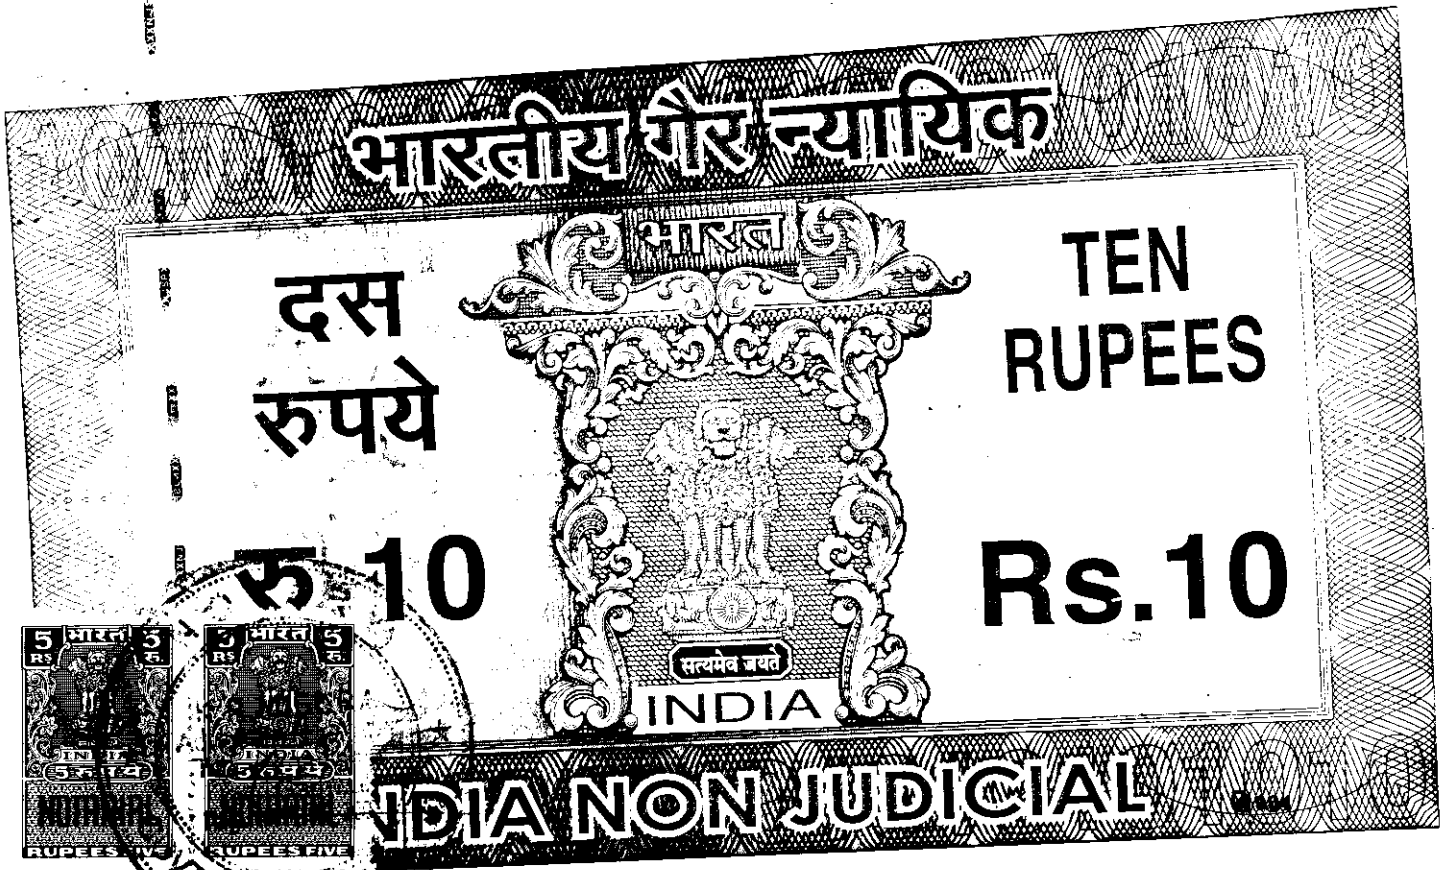 भारतीय गैर न्यायिक
भारत
दस
रुपये
TEN
RUPEES
रु 10
Rs.10
सत्यमेव जयते
INDIA
5 भारत 5
RS रु.
INDIA
5 रुपये
NOTARIAL
RUPEES FIVE
5 भारत 5
RS रु.
INDIA
5 रुपये
NOTARIAL
RUPEES FIVE
INDIA NON JUDICIAL